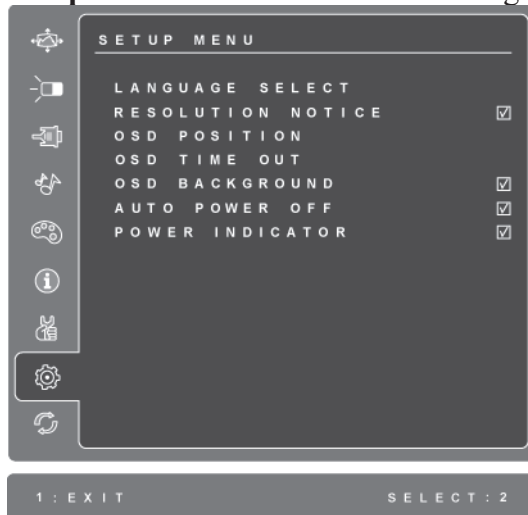 SETUP MENU
LANGUAGE SELECT
RESOLUTION NOTICE ☑
OSD POSITION
OSD TIME OUT
OSD BACKGROUND ☑
AUTO POWER OFF ☑
POWER INDICATOR ☑
1:EXIT SELECT:2